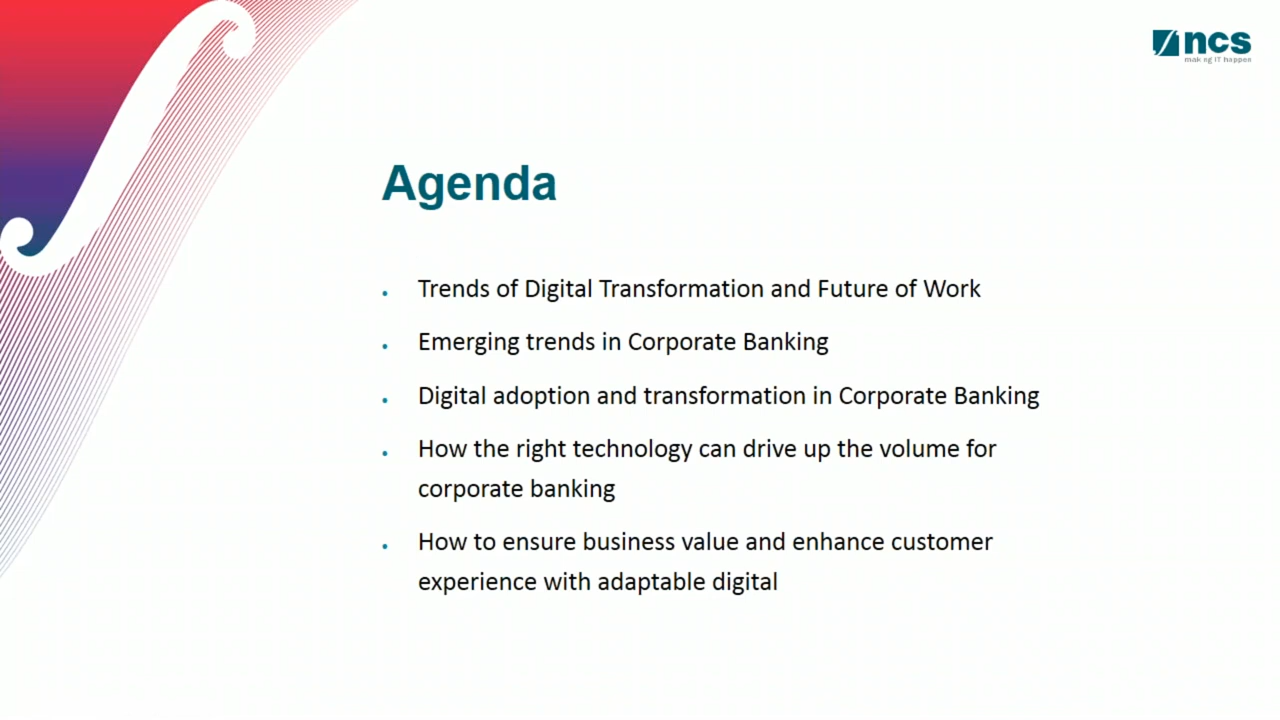 ncs
making IT happen
Agenda
• Trends of Digital Transformation and Future of Work
• Emerging trends in Corporate Banking
• Digital adoption and transformation in Corporate Banking
• How the right technology can drive up the volume for
corporate banking
• How to ensure business value and enhance customer
experience with adaptable digital